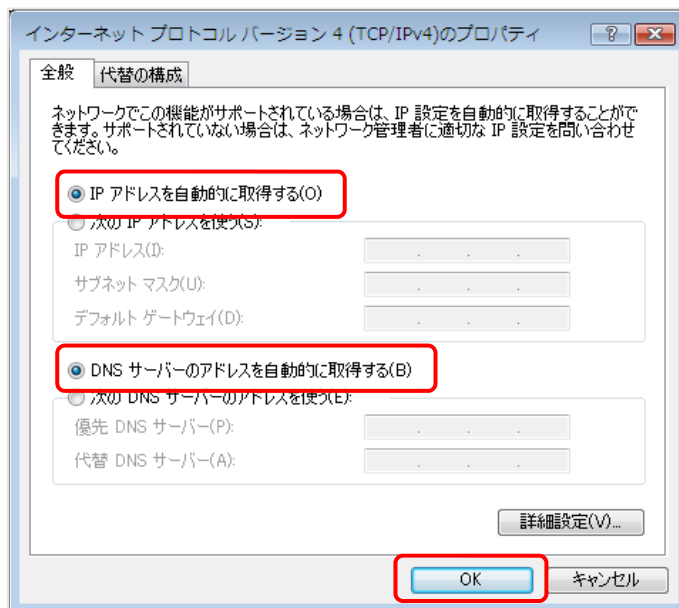 インターネット プロトコル バージョン 4 (TCP/IPv4)のプロパティ
全般
代替の構成
ネットワークでこの機能がサポートされている場合は、IP 設定を自動的に取得することがで
きます。サポートされていない場合は、ネットワーク管理者に適切な IP 設定を問い合わせ
てください。
IP アドレスを自動的に取得する(O)
次の IP アドレスを使う(S):
IP アドレス(I):
サブネット マスク(U):
デフォルト ゲートウェイ(D):
DNS サーバーのアドレスを自動的に取得する(B)
次の DNS サーバーのアドレスを使う(E):
優先 DNS サーバー(P):
代替 DNS サーバー(A):
詳細設定(V)...
OK
キャンセル